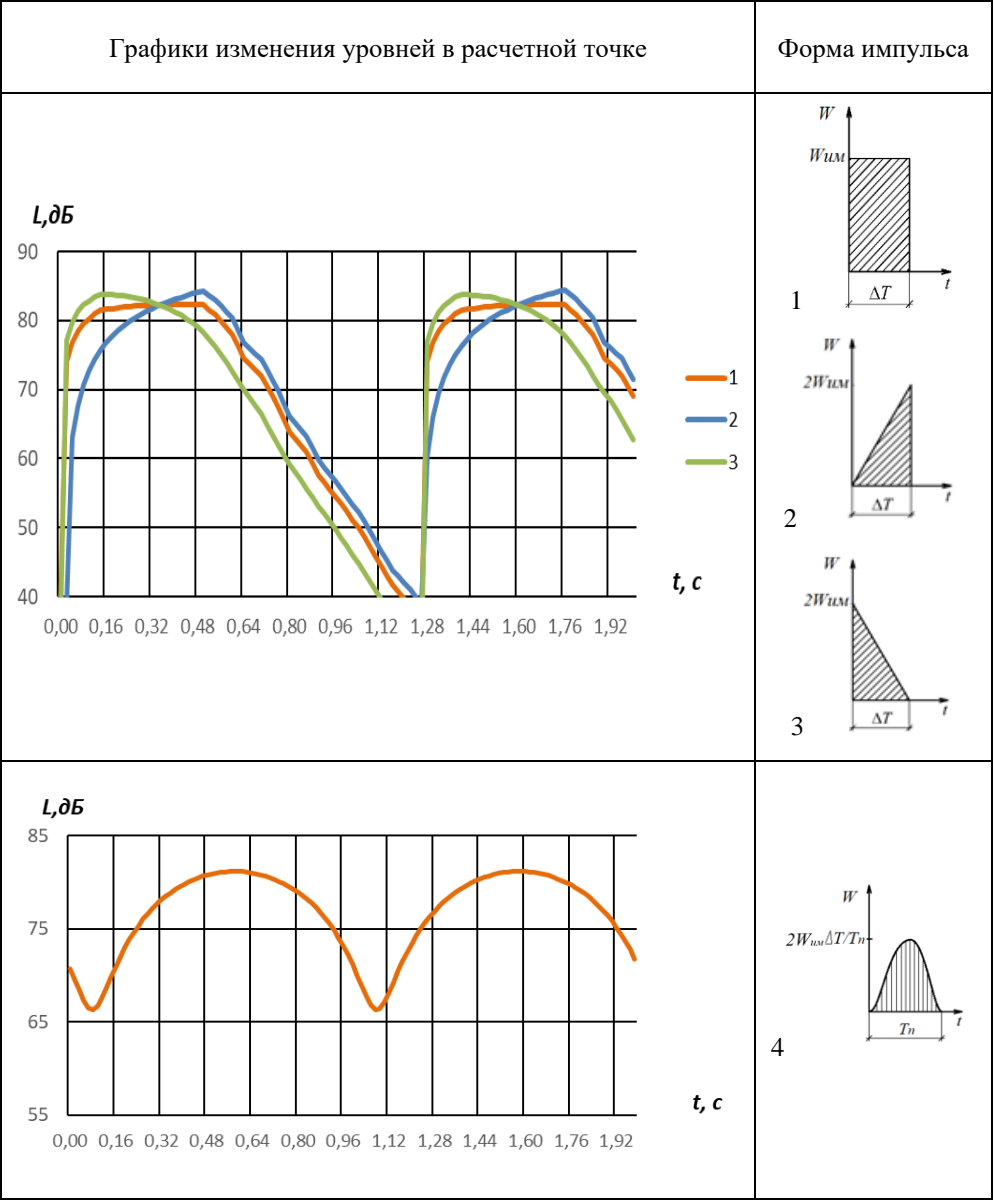 Графики изменения уровней в расчетной точке
Форма импульса
L,дБ
90
80
70
60
50
40
0,00 0,16 0,32 0,48 0,64 0,80 0,96 1,12 1,28 1,44 1,60 1,76 1,92
t, с
1
2
3
W
Wим
ΔT
t
1
W
2Wим
ΔT
t
2
W
2Wим
ΔT
t
3
L,дБ
85
75
65
55
0,00 0,16 0,32 0,48 0,64 0,80 0,96 1,12 1,28 1,44 1,60 1,76 1,92
t, с
W
2WимΔT/Tп
Tп
t
4